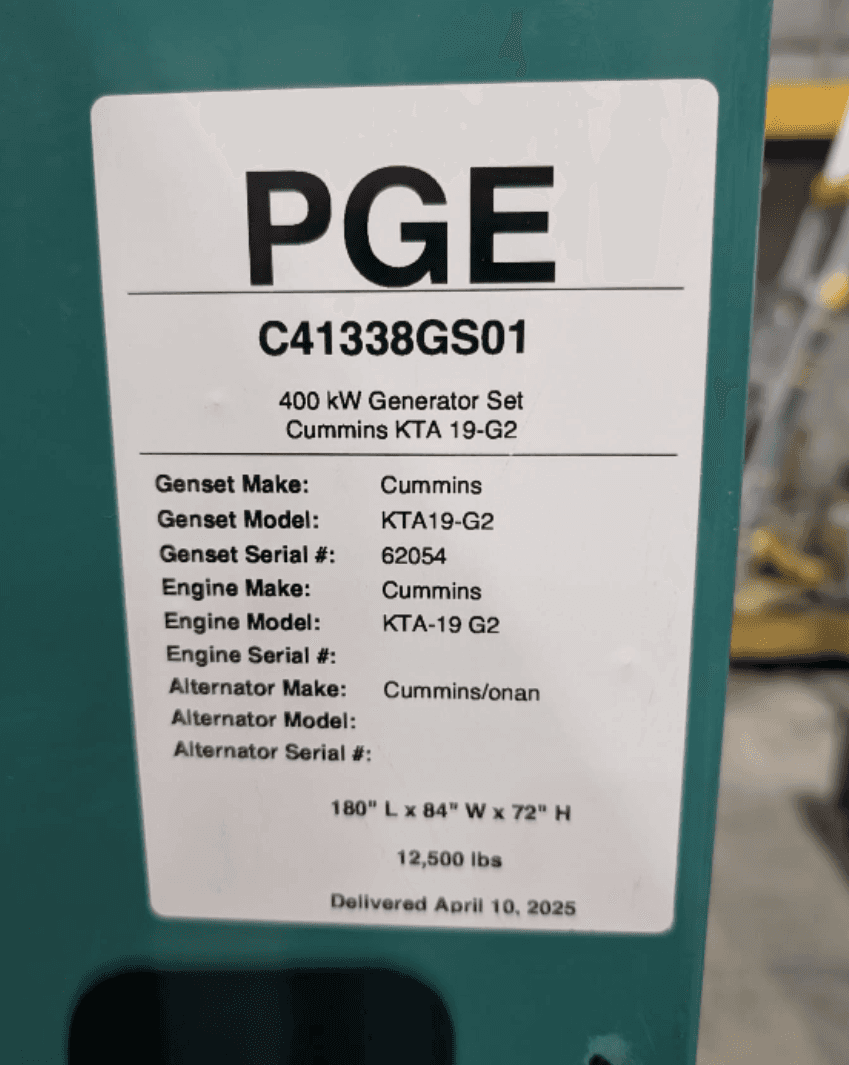 PGE
C41338GS01
400 kW Generator Set
Cummins KTA 19-G2
Genset Make: Cummins
Genset Model: KTA19-G2
Genset Serial #: 62054
Engine Make: Cummins
Engine Model: KTA-19 G2
Engine Serial #:
Alternator Make: Cummins/onan
Alternator Model:
Alternator Serial #:
180" L x 84" W x 72" H
12,500 lbs
Delivered April 10, 2025